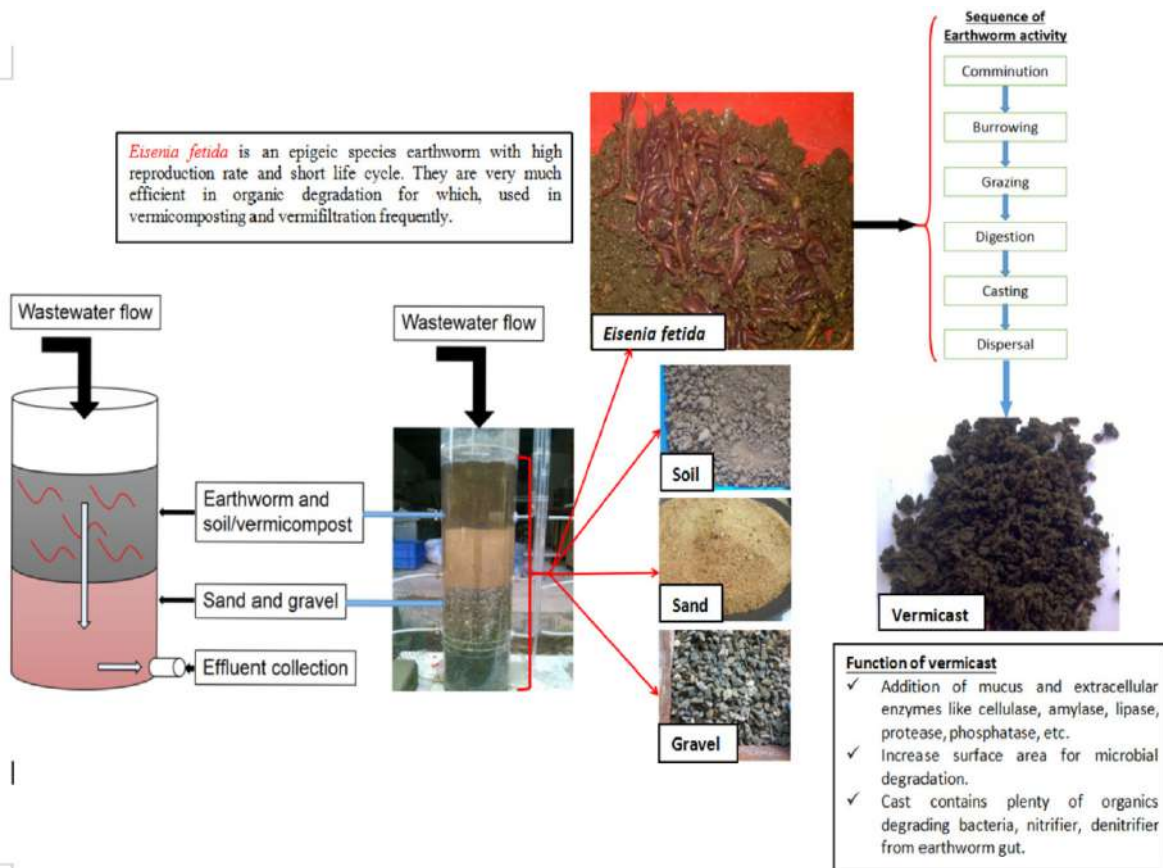 Sequence of
Earthworm activity
Comminution
Burrowing
Grazing
Digestion
Casting
Dispersal
Eisenia fetida is an epigeic species earthworm with high
reproduction rate and short life cycle. They are very much
efficient in organic degradation for which, used in
vermicomposting and vermifiltration frequently.
Eisenia fetida
Wastewater flow
Wastewater flow
Earthworm and
soil/vermicompost
Sand and gravel
Effluent collection
Soil
Sand
Gravel
Vermicast
Function of vermicast
✓ Addition of mucus and extracellular
enzymes like cellulase, amylase, lipase,
protease, phosphatase, etc.
✓ Increase surface area for microbial
degradation.
✓ Cast contains plenty of organics
degrading bacteria, nitrifier, denitrifier
from earthworm gut.